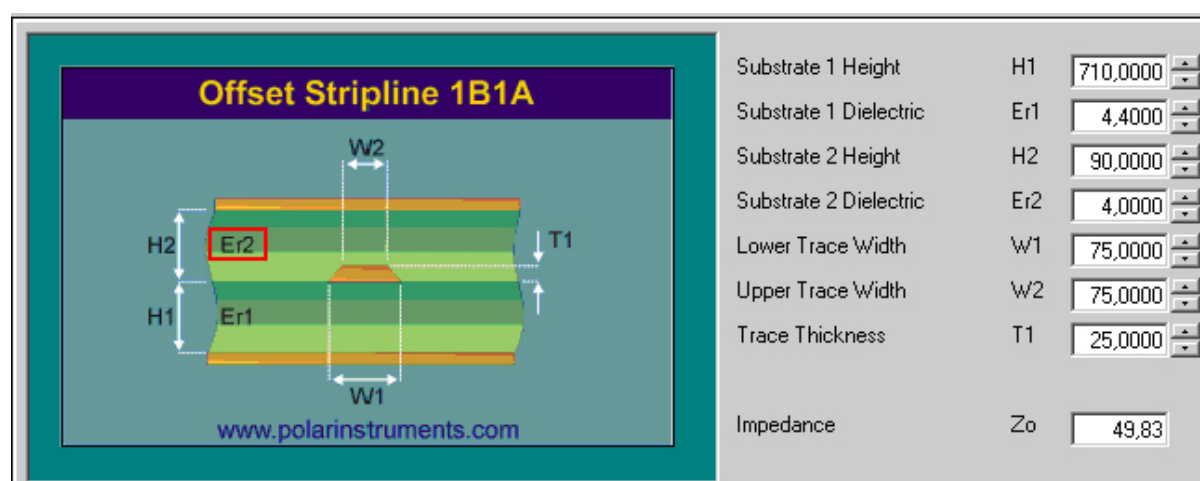 Offset Stripline 1B1A
W2
H2
Er2
T1
H1
Er1
W1
www.polarinstruments.com
Substrate 1 Height H1 710,0000
Substrate 1 Dielectric Er1 4,4000
Substrate 2 Height H2 90,0000
Substrate 2 Dielectric Er2 4,0000
Lower Trace Width W1 75,0000
Upper Trace Width W2 75,0000
Trace Thickness T1 25,0000
Impedance Zo 49,83